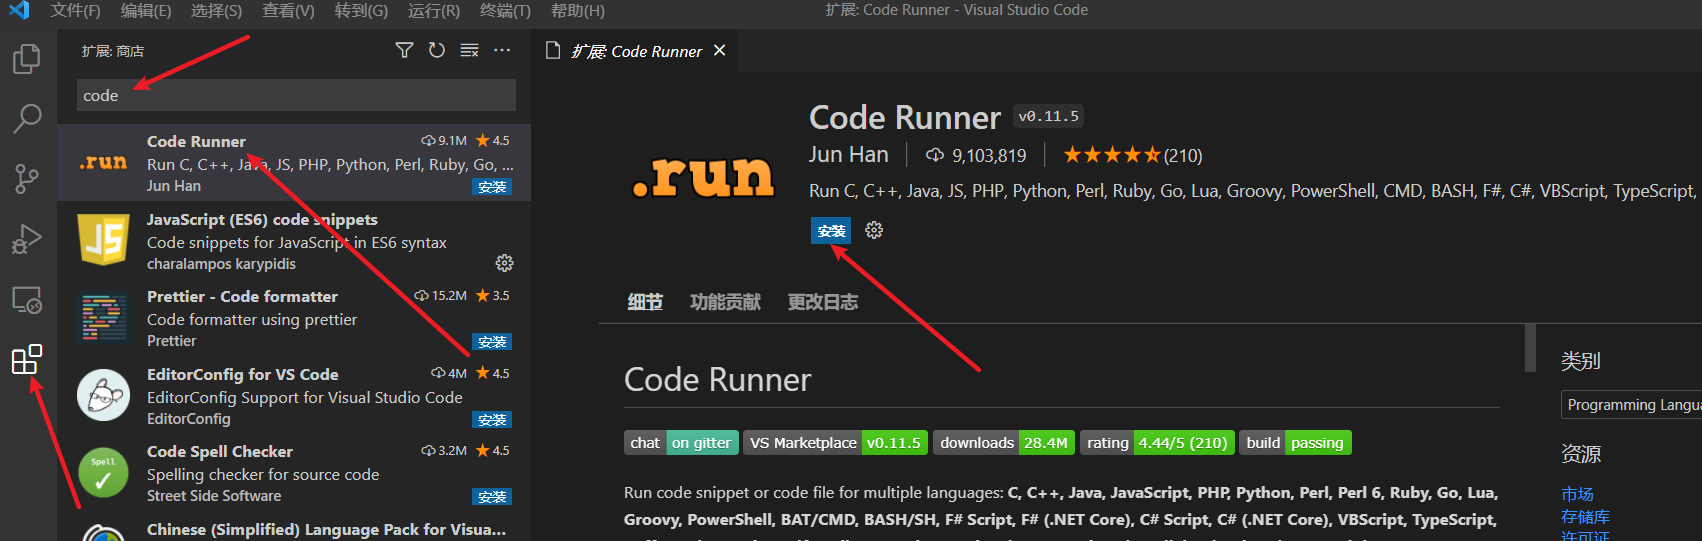 文件(F) 编辑(E) 选择(S) 查看(V) 转到(G) 运行(R) 终端(T) 帮助(H)
扩展: Code Runner - Visual Studio Code
扩展: 商店
code
Code Runner 9.1M 4.5
.run
Run C, C++, Java, JS, PHP, Python, Perl, Ruby, Go, ...
Jun Han 安装
JavaScript (ES6) code snippets
JS
Code snippets for JavaScript in ES6 syntax
charalampos karypidis
Prettier - Code formatter 15.2M 3.5
Code formatter using prettier
Prettier 安装
EditorConfig for VS Code 4M 4.5
EditorConfig Support for Visual Studio Code
EditorConfig 安装
Code Spell Checker 3.2M 4.5
Spell
Spelling checker for source code
Street Side Software 安装
Chinese (Simplified) Language Pack for Visua...
扩展: Code Runner
.run
Code Runner v0.11.5
Jun Han 9,103,819 (210)
Run C, C++, Java, JS, PHP, Python, Perl, Ruby, Go, Lua, Groovy, PowerShell, CMD, BASH, F#, C#, VBScript, TypeScript,
安装
细节 功能贡献 更改日志
Code Runner
chat on gitter VS Marketplace v0.11.5 downloads 28.4M rating 4.44/5 (210) build passing
Run code snippet or code file for multiple languages: C, C++, Java, JavaScript, PHP, Python, Perl, Perl 6, Ruby, Go, Lua,
Groovy, PowerShell, BAT/CMD, BASH/SH, F# Script, F# (.NET Core), C# Script, C# (.NET Core), VBScript, TypeScript,
类别
Programming Langua
资源
市场
存储库
许可证